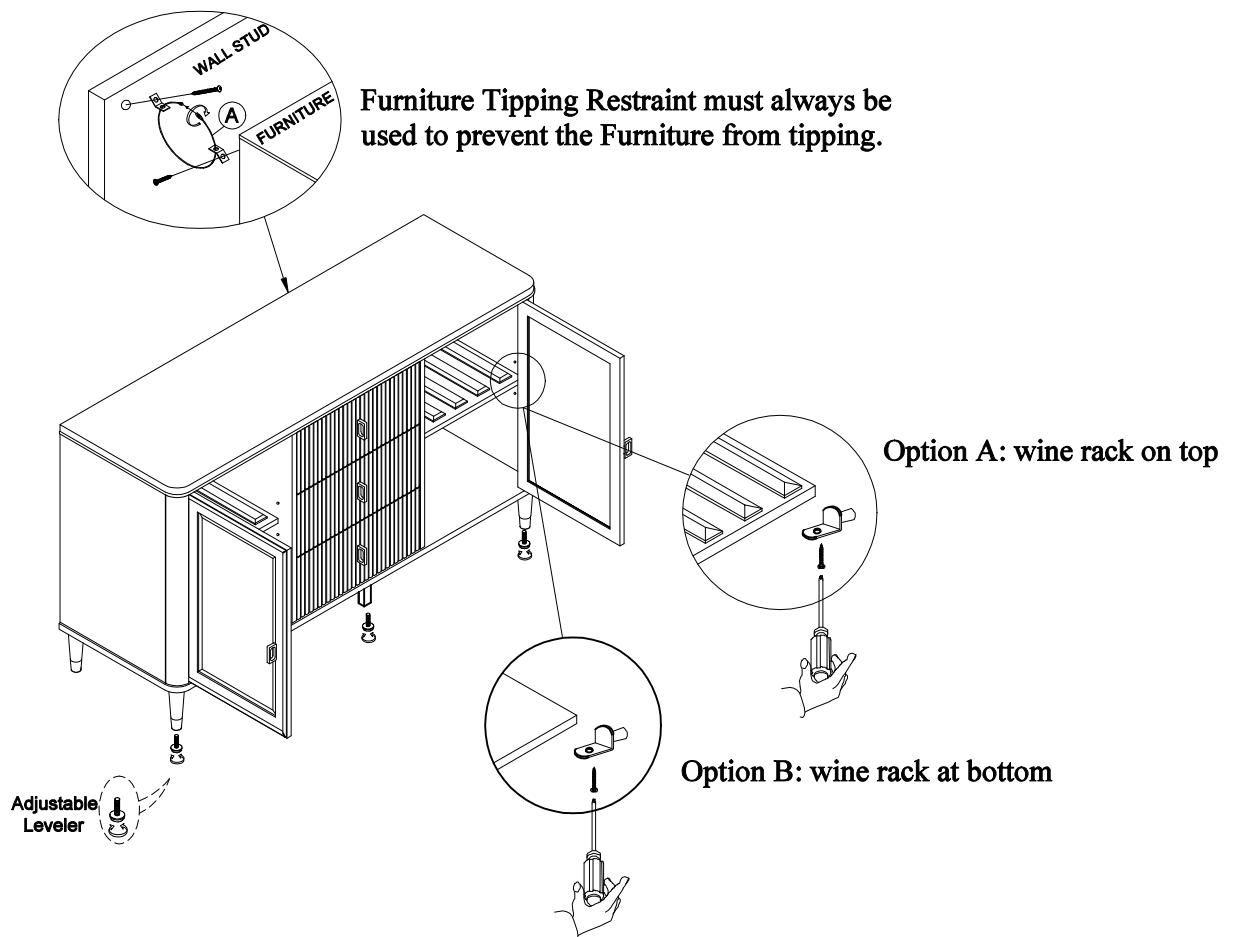 WALL STUD
A
FURNITURE
Furniture Tipping Restraint must always be
used to prevent the Furniture from tipping.
Option A: wine rack on top
Option B: wine rack at bottom
Adjustable
Leveler